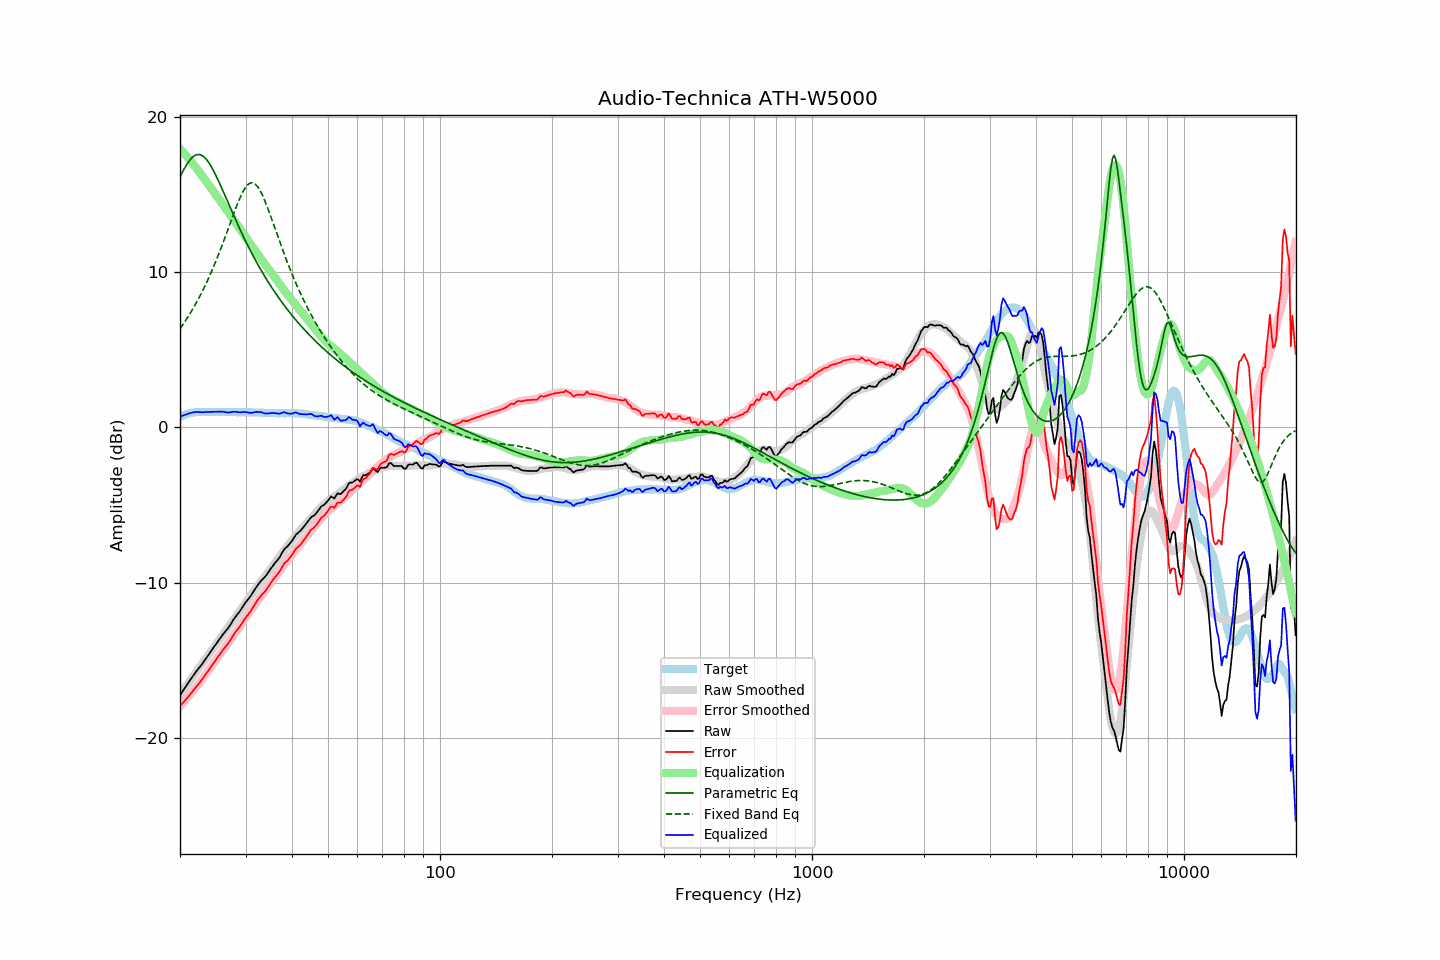 Audio-Technica ATH-W5000
20
10
0
−10
−20
Amplitude (dBr)
Target
Raw Smoothed
Error Smoothed
Raw
Error
Equalization
Parametric Eq
Fixed Band Eq
Equalized
100
1000
10000
Frequency (Hz)